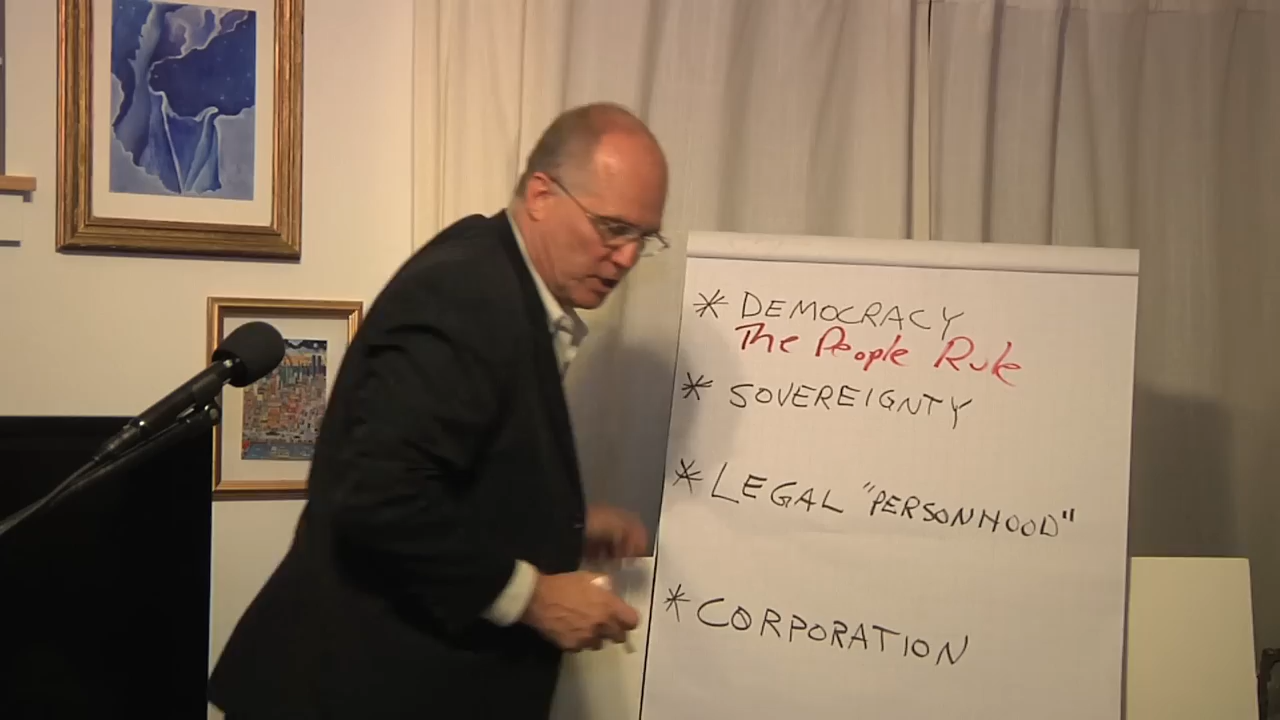 * DEMOCRACY
The People Rule
* SOVEREIGNTY
* LEGAL "PERSONHOOD"
* CORPORATION